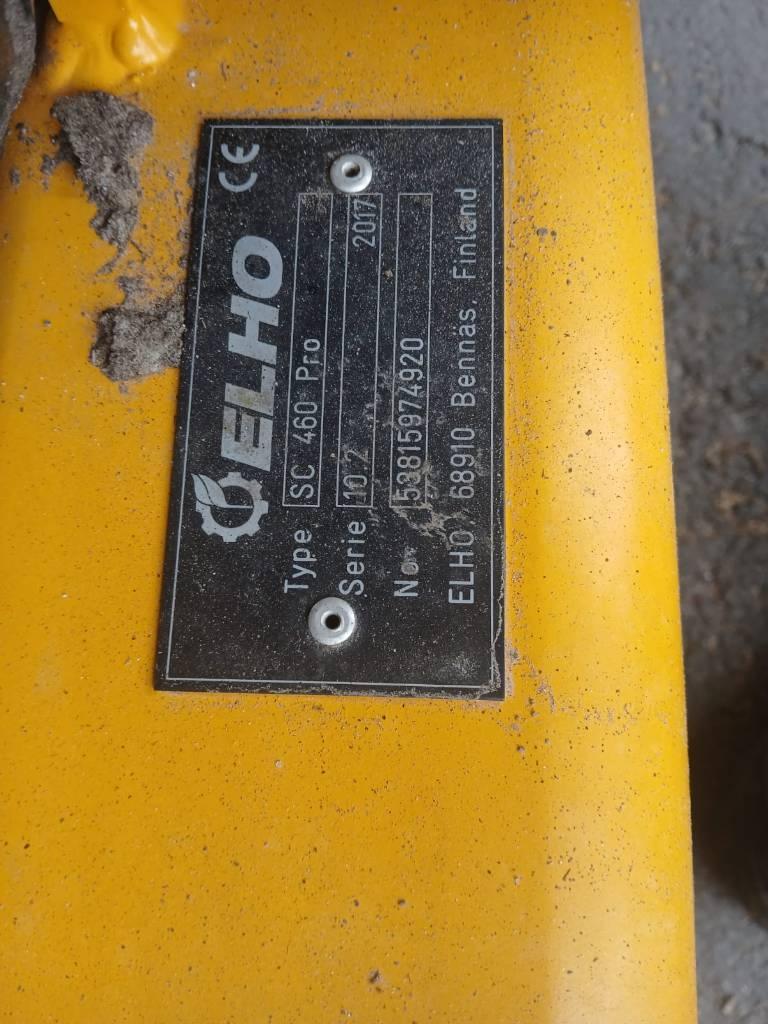 ELHO CE
Type SC 460 Pro
Serie 10.2 2017
No. 53815974920
ELHO 68910 Bennäs. Finland